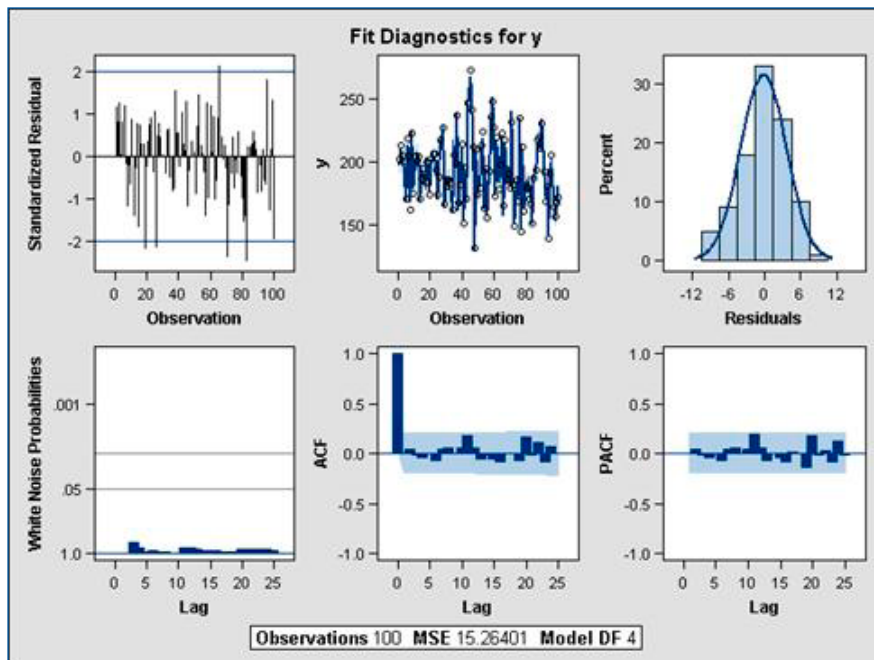 Fit Diagnostics for y
Standardized Residual
2
1
0
-1
-2
0 20 40 60 80 100
Observation
y
250
200
150
0 20 40 60 80 100
Observation
Percent
30
20
10
0
-12 -6 0 6 12
Residuals
White Noise Probabilities
.001
.05
1.0
0 5 10 15 20 25
Lag
ACF
1.0
0.5
0.0
-0.5
-1.0
0 5 10 15 20 25
Lag
PACF
1.0
0.5
0.0
-0.5
-1.0
0 5 10 15 20 25
Lag
Observations 100 MSE 15.26401 Model DF 4